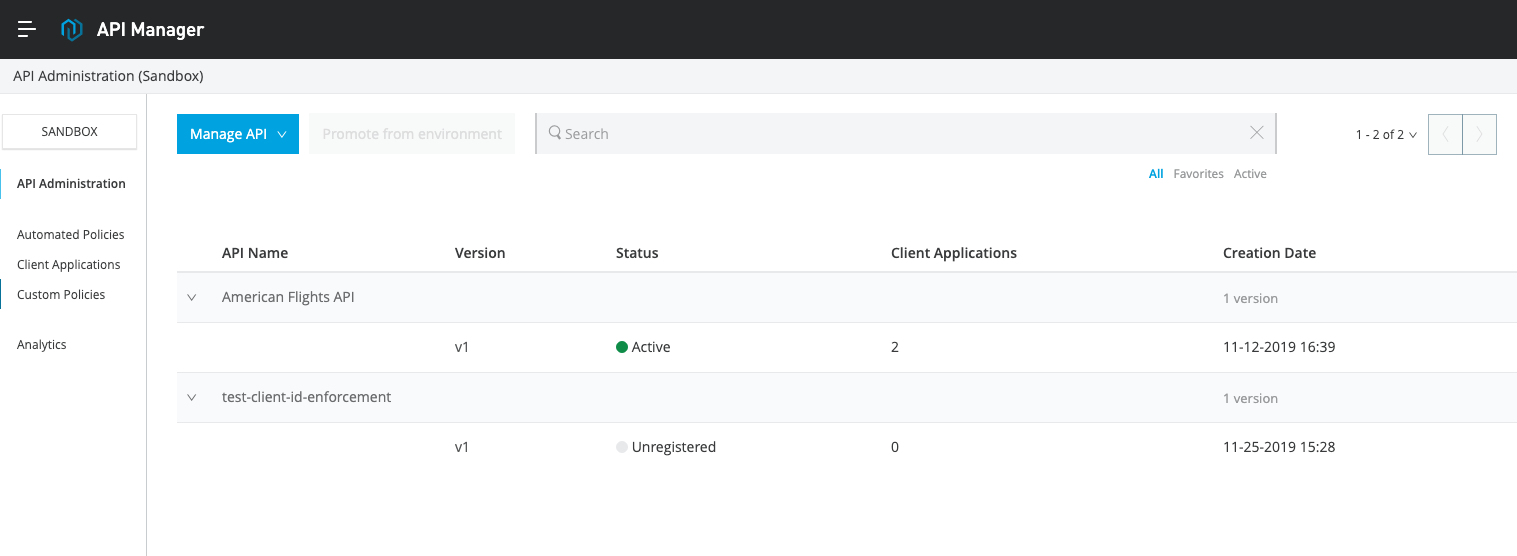 API Manager
API Administration (Sandbox)
SANDBOX
API Administration
Automated Policies
Client Applications
Custom Policies
Analytics
Manage API Promote from environment Search 1 - 2 of 2
All Favorites Active
API Name Version Status Client Applications Creation Date
American Flights API 1 version
v1 Active 2 11-12-2019 16:39
test-client-id-enforcement 1 version
v1 Unregistered 0 11-25-2019 15:28